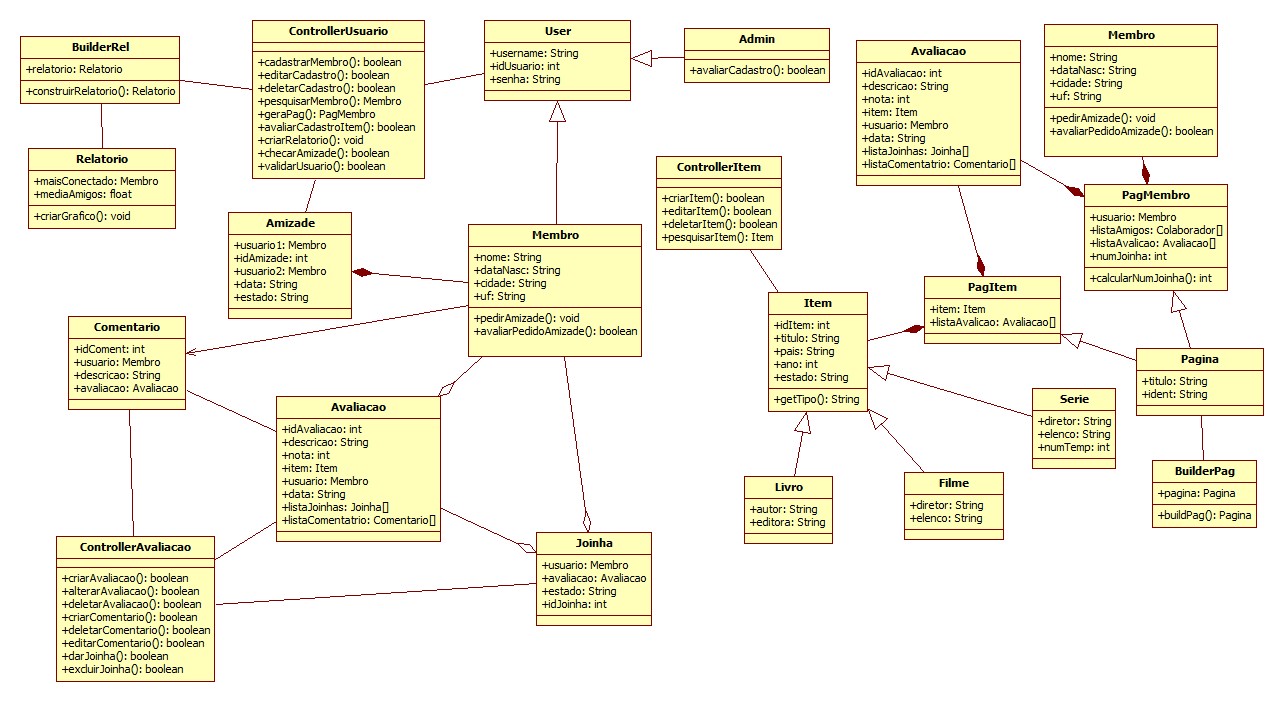 BuilderRel
+relatorio: Relatorio
+construirRelatorio(): Relatorio
Relatorio
+maisConectado: Membro
+mediaAmigos: float
+criarGrafico(): void
ControllerUsuario
+cadastrarMembro(): boolean
+editarCadastro(): boolean
+deletarCadastro(): boolean
+pesquisarMembro(): Membro
+geraPag(): PagMembro
+avaliarCadastroItem(): boolean
+criarRelatorio(): void
+checarAmizade(): boolean
+validarUsuario(): boolean
User
+username: String
+idUsuario: int
+senha: String
Admin
+avaliarCadastro(): boolean
Avaliacao
+idAvaliacao: int
+descricao: String
+nota: int
+item: Item
+usuario: Membro
+data: String
+listaJoinhas: Joinha[]
+listaComentatrio: Comentario[]
Membro
+nome: String
+dataNasc: String
+cidade: String
+uf: String
+pedirAmizade(): void
+avaliarPedidoAmizade(): boolean
ControllerItem
+criarItem(): boolean
+editarItem(): boolean
+deletarItem(): boolean
+pesquisarItem(): Item
PagMembro
+usuario: Membro
+listaAmigos: Colaborador[]
+listaAvalicao: Avaliacao[]
+numJoinha: int
+calcularNumJoinha(): int
Amizade
+usuario1: Membro
+idAmizade: int
+usuario2: Membro
+data: String
+estado: String
Membro
+nome: String
+dataNasc: String
+cidade: String
+uf: String
+pedirAmizade(): void
+avaliarPedidoAmizade(): boolean
Item
+idItem: int
+titulo: String
+pais: String
+ano: int
+estado: String
+getTipo(): String
PagItem
+item: Item
+listaAvalicao: Avaliacao[]
Comentario
+idComent: int
+usuario: Membro
+descricao: String
+avaliacao: Avaliacao
Pagina
+titulo: String
+ident: String
Avaliacao
+idAvaliacao: int
+descricao: String
+nota: int
+item: Item
+usuario: Membro
+data: String
+listaJoinhas: Joinha[]
+listaComentatrio: Comentario[]
Serie
+diretor: String
+elenco: String
+numTemp: int
BuilderPag
+pagina: Pagina
+buildPag(): Pagina
Livro
+autor: String
+editora: String
Filme
+diretor: String
+elenco: String
ControllerAvaliacao
+criarAvaliacao(): boolean
+alterarAvaliacao(): boolean
+deletarAvaliacao(): boolean
+criarComentario(): boolean
+deletarComentario(): boolean
+editarComentario(): boolean
+darJoinha(): boolean
+excluirJoinha(): boolean
Joinha
+usuario: Membro
+avaliacao: Avaliacao
+estado: String
+idJoinha: int